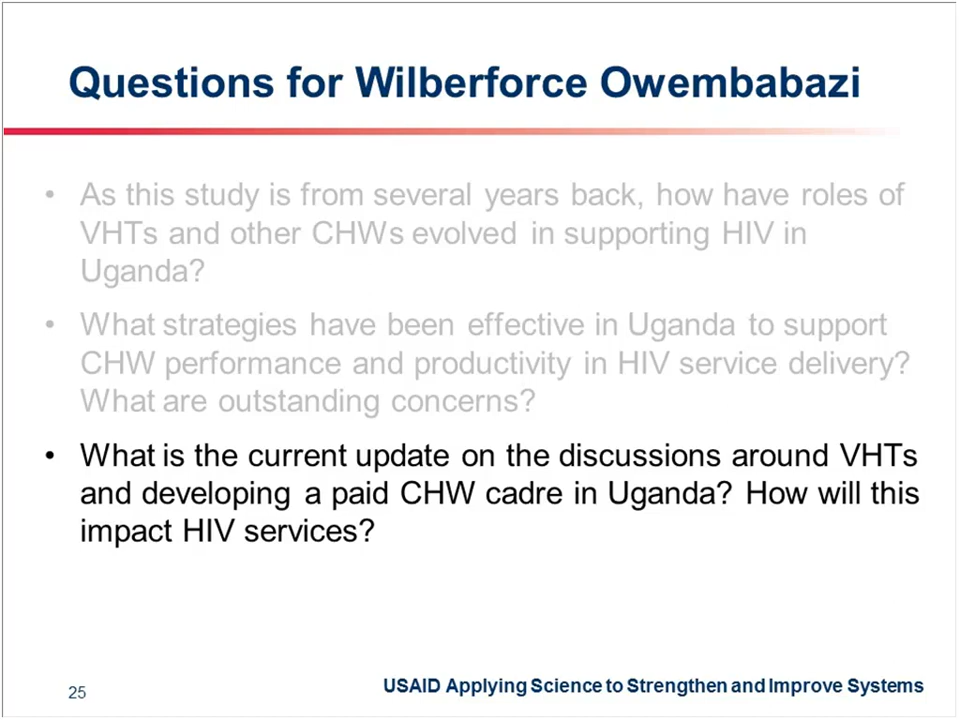 Questions for Wilberforce Owembabazi
• As this study is from several years back, how have roles of
VHTs and other CHWs evolved in supporting HIV in
Uganda?
• What strategies have been effective in Uganda to support
CHW performance and productivity in HIV service delivery?
What are outstanding concerns?
• What is the current update on the discussions around VHTs
and developing a paid CHW cadre in Uganda? How will this
impact HIV services?
25
USAID Applying Science to Strengthen and Improve Systems